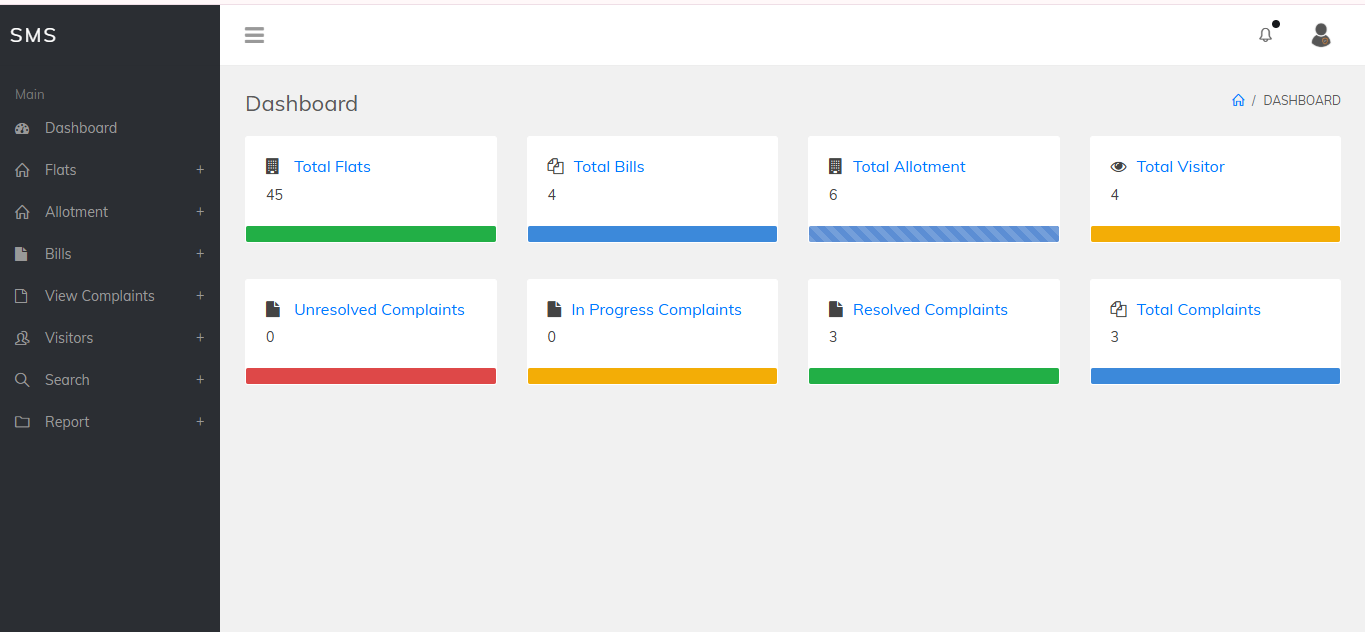 SMS
Main
Dashboard
Flats +
Allotment +
Bills +
View Complaints +
Visitors +
Search +
Report +
Dashboard
/ DASHBOARD
Total Flats
45
Total Bills
4
Total Allotment
6
Total Visitor
4
Unresolved Complaints
0
In Progress Complaints
0
Resolved Complaints
3
Total Complaints
3